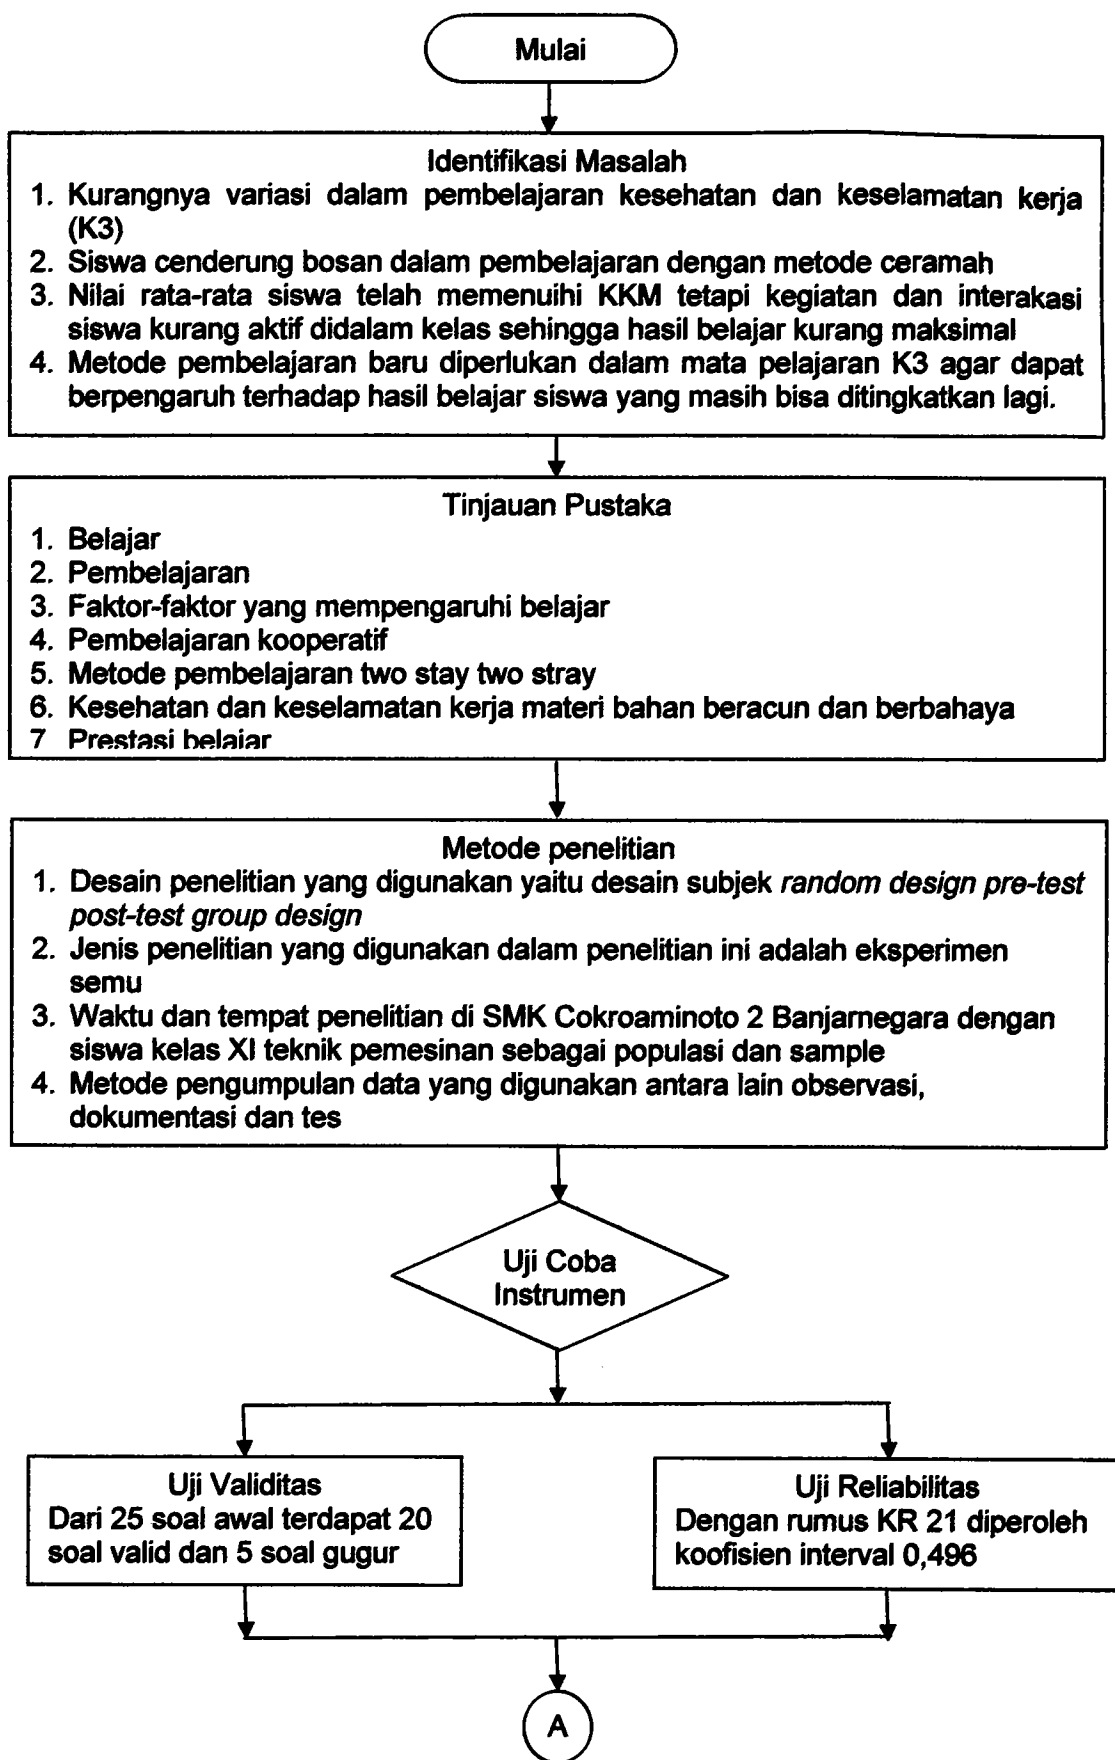 Mulai
Identifikasi Masalah
1. Kurangnya variasi dalam pembelajaran kesehatan dan keselamatan kerja
(K3)
2. Siswa cenderung bosan dalam pembelajaran dengan metode ceramah
3. Nilai rata-rata siswa telah memenuihi KKM tetapi kegiatan dan interakasi
siswa kurang aktif didalam kelas sehingga hasil belajar kurang maksimal
4. Metode pembelajaran baru diperlukan dalam mata pelajaran K3 agar dapat
berpengaruh terhadap hasil belajar siswa yang masih bisa ditingkatkan lagi.
Tinjauan Pustaka
1. Belajar
2. Pembelajaran
3. Faktor-faktor yang mempengaruhi belajar
4. Pembelajaran kooperatif
5. Metode pembelajaran two stay two stray
6. Kesehatan dan keselamatan kerja materi bahan beracun dan berbahaya
7 Prestasi belajar
Metode penelitian
1. Desain penelitian yang digunakan yaitu desain subjek random design pre-test
post-test group design
2. Jenis penelitian yang digunakan dalam penelitian ini adalah eksperimen
semu
3. Waktu dan tempat penelitian di SMK Cokroaminoto 2 Banjarnegara dengan
siswa kelas XI teknik pemesinan sebagai populasi dan sample
4. Metode pengumpulan data yang digunakan antara lain observasi,
dokumentasi dan tes
Uji Coba
Instrumen
Uji Validitas
Dari 25 soal awal terdapat 20
soal valid dan 5 soal gugur
Uji Reliabilitas
Dengan rumus KR 21 diperoleh
koofisien interval 0,496
A